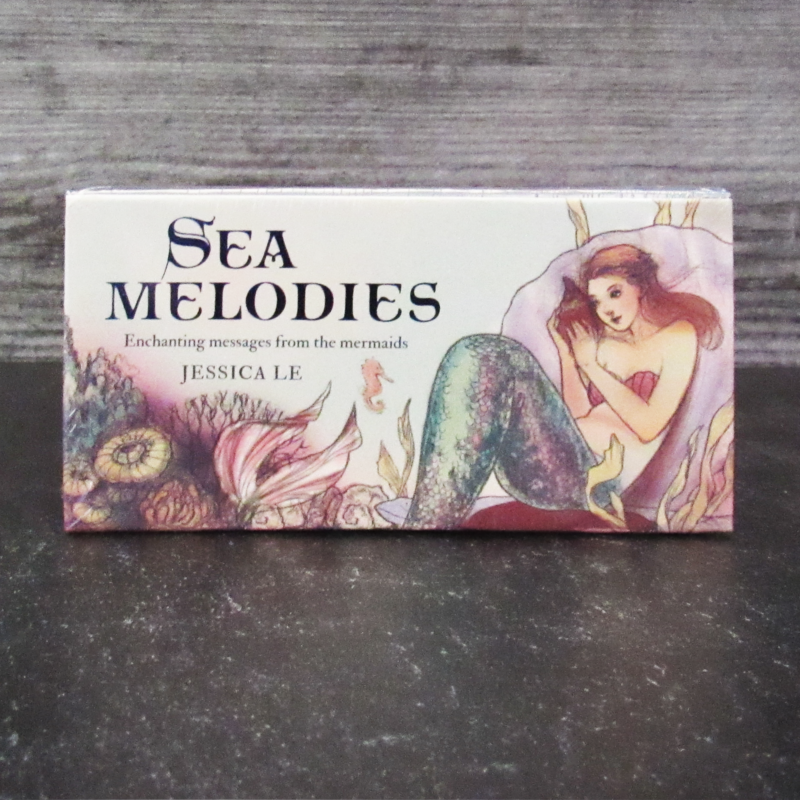 SEA
MELODIES
Enchanting messages from the mermaids
JESSICA LE